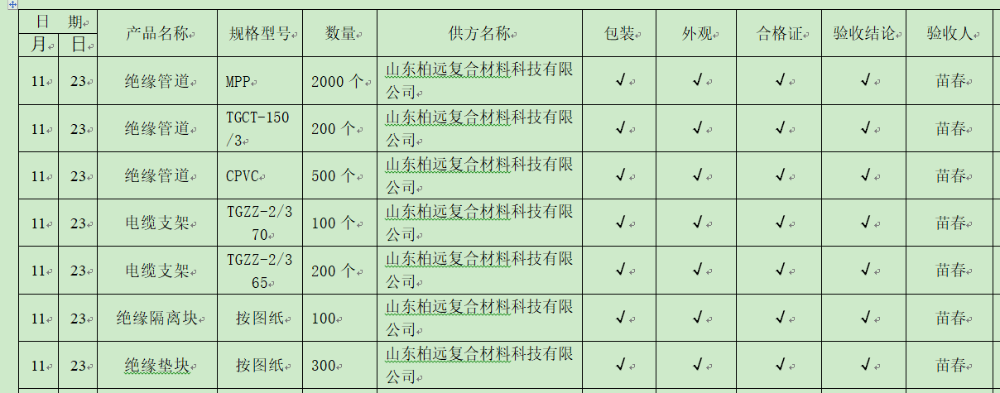 日 期 产品名称 规格型号 数量 供方名称 包装 外观 合格证 验收结论 验收人
月 日
11 23 绝缘管道 MPP 2000 个 山东柏远复合材料科技有限
公司 √ √ √ √ 苗春
11 23 绝缘管道 TGCT-150
/3 200 个 山东柏远复合材料科技有限
公司 √ √ √ √ 苗春
11 23 绝缘管道 CPVC 500 个 山东柏远复合材料科技有限
公司 √ √ √ √ 苗春
11 23 电缆支架 TGZZ-2/3
70 100 个 山东柏远复合材料科技有限
公司 √ √ √ √ 苗春
11 23 电缆支架 TGZZ-2/3
65 200 个 山东柏远复合材料科技有限
公司 √ √ √ √ 苗春
11 23 绝缘隔离块 按图纸 100 山东柏远复合材料科技有限
公司 √ √ √ √ 苗春
11 23 绝缘垫块 按图纸 300 山东柏远复合材料科技有限
公司 √ √ √ √ 苗春